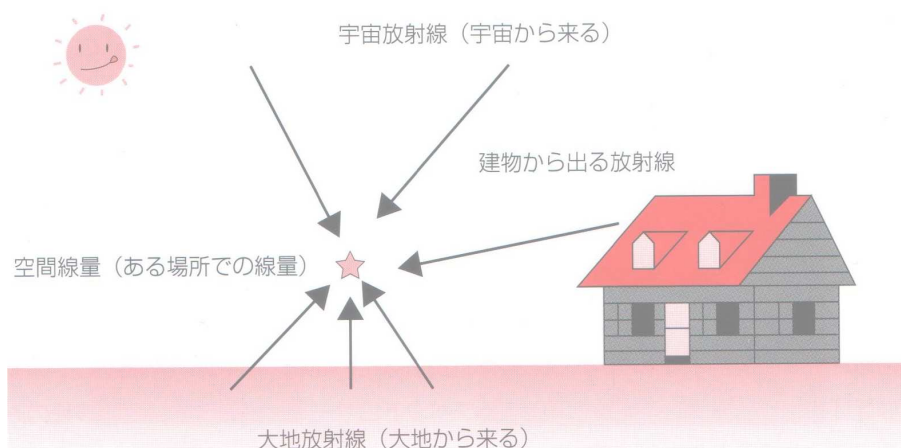 宇宙放射線（宇宙から来る）
建物から出る放射線
空間線量（ある場所での線量）
大地放射線（大地から来る）